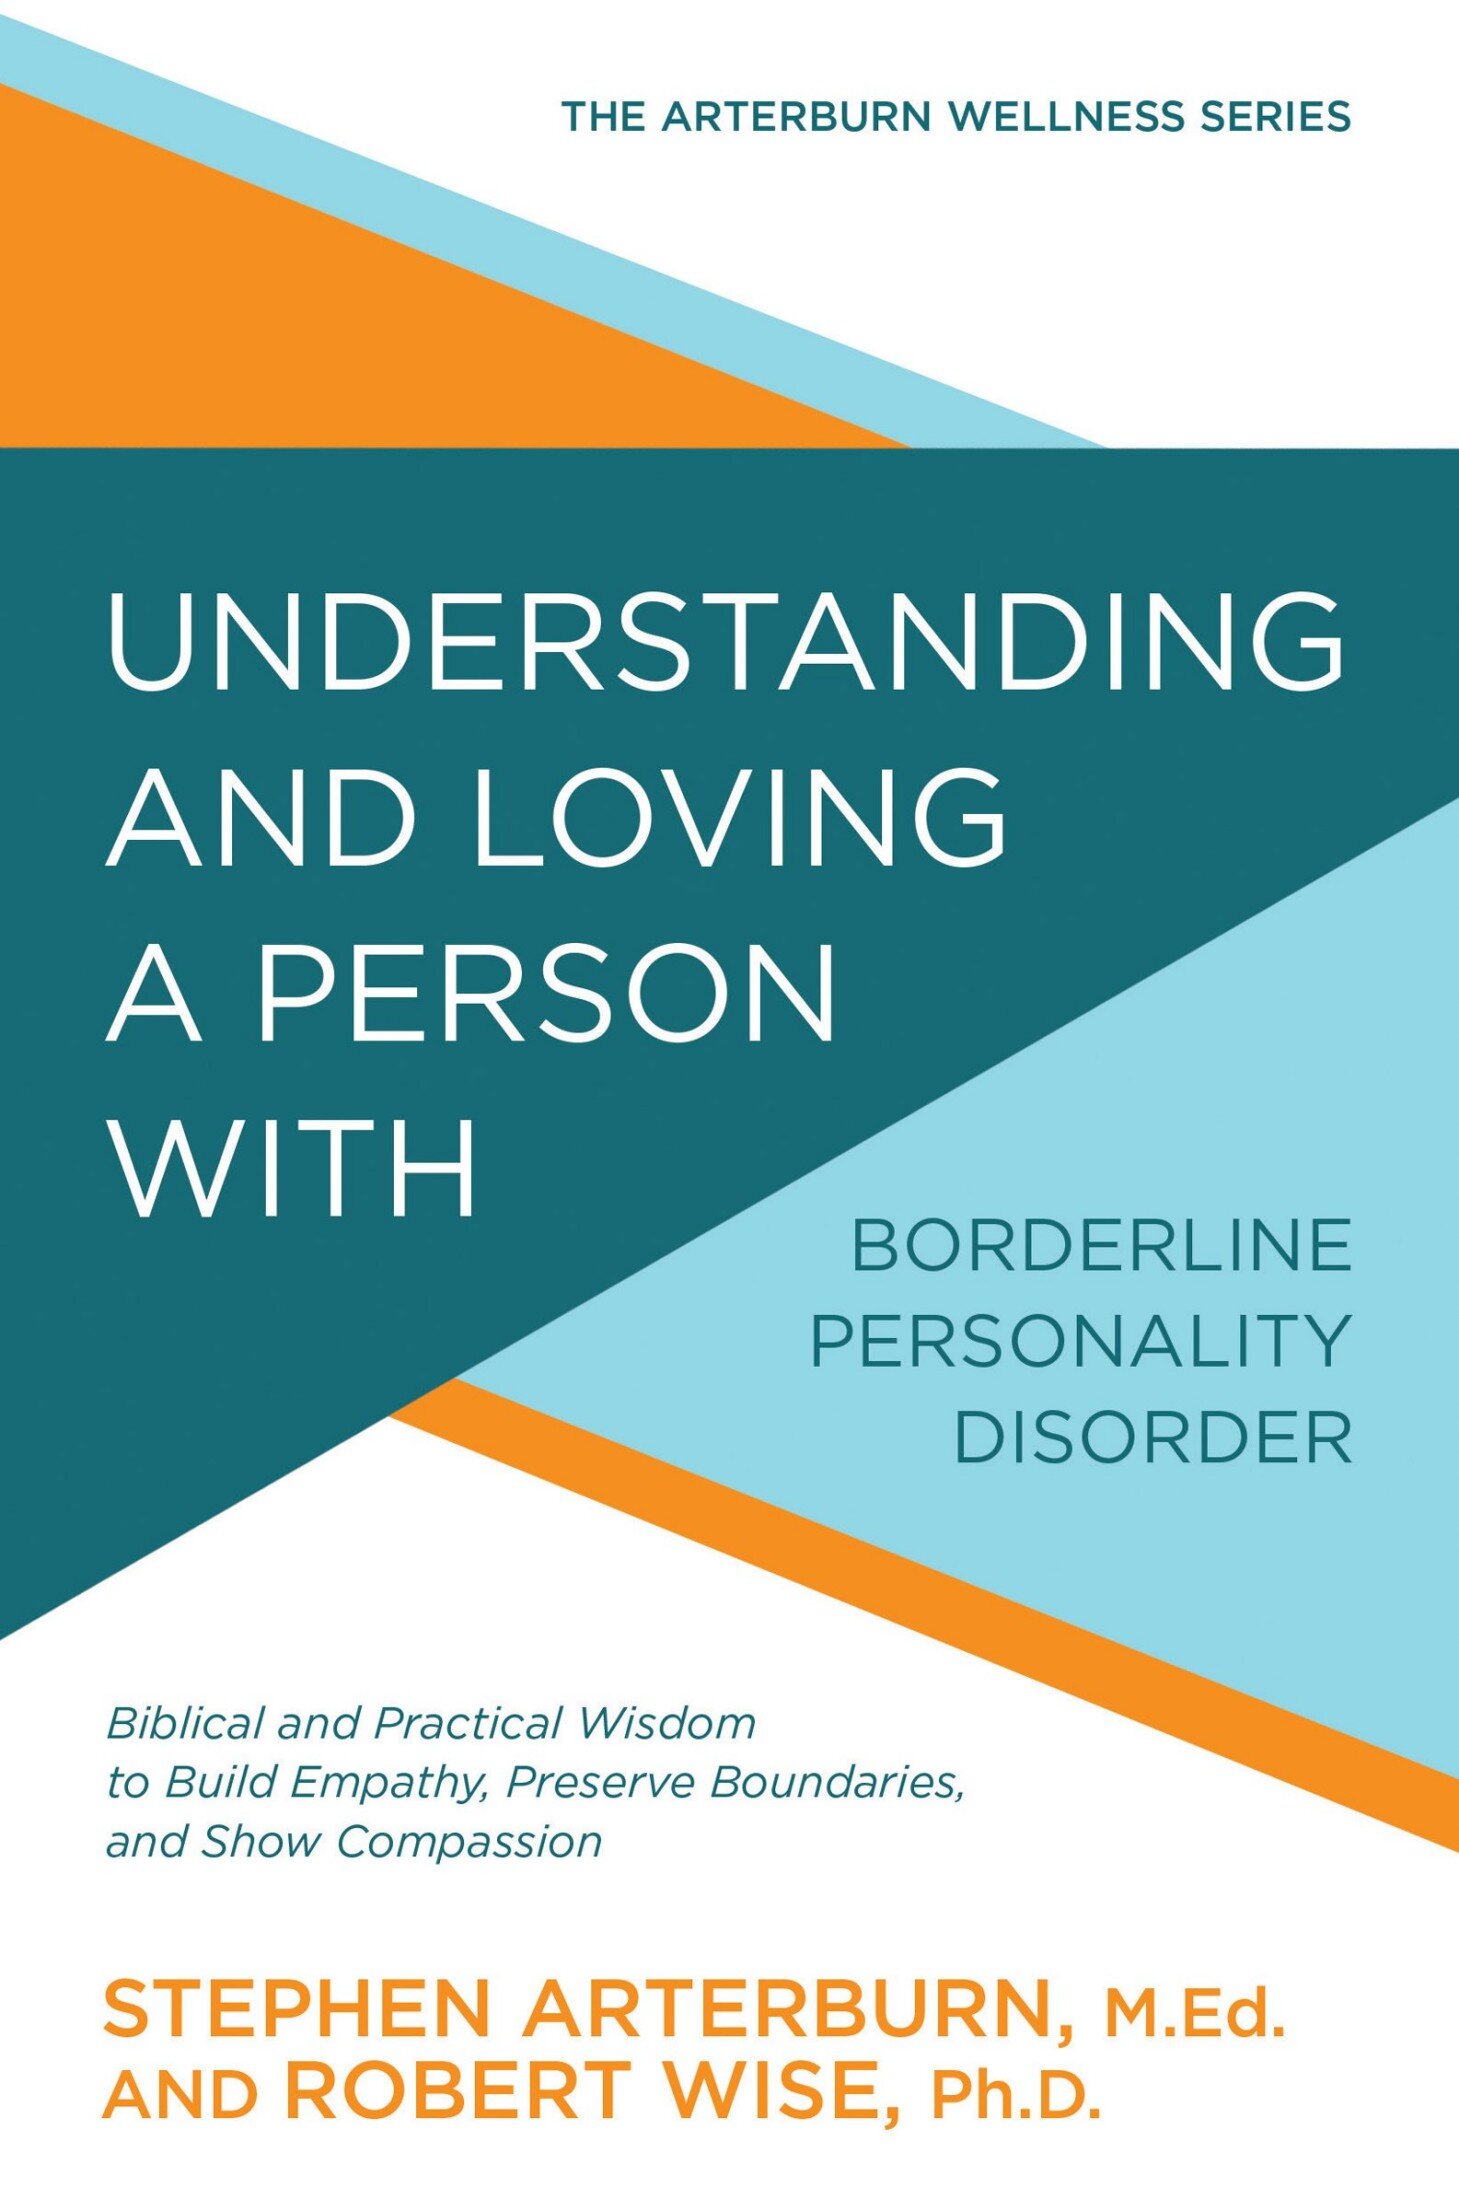 THE ARTERBURN WELLNESS SERIES
UNDERSTANDING
AND LOVING
A PERSON
WITH
BORDERLINE
PERSONALITY
DISORDER
Biblical and Practical Wisdom
to Build Empathy, Preserve Boundaries,
and Show Compassion
STEPHEN ARTERBURN, M.Ed.
AND ROBERT WISE, Ph.D.